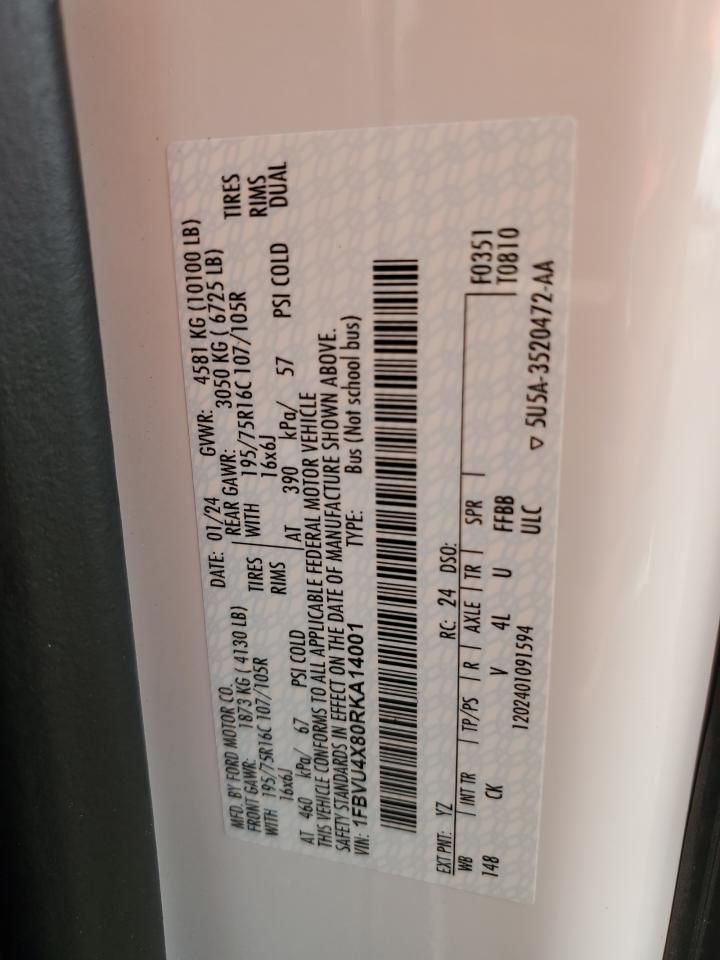 MFD. BY FORD MOTOR CO.
DATE: 01/24 GVWR: 4581 KG (10100 LB)
FRONT GAWR: 1873 KG ( 4130 LB) REAR GAWR: 3050 KG ( 6725 LB)
WITH 195/75R16C 107/105R TIRES WITH 195/75R16C 107/105R TIRES
16x6J RIMS 16x6J RIMS
AT 460 kPa/ 67 PSI COLD AT 390 kPa/ 57 PSI COLD DUAL
THIS VEHICLE CONFORMS TO ALL APPLICABLE FEDERAL MOTOR VEHICLE
SAFETY STANDARDS IN EFFECT ON THE DATE OF MANUFACTURE SHOWN ABOVE.
VIN: 1FBVU4X80RKA14001 TYPE: Bus (Not school bus)
EXT PNT: YZ RC: 24 DSO:
WB INT TR TP/PS R AXLE TR SPR F0351
148 CK V 4L U FFBB T0810
1202401091594 ULC
▽ 5U5A-3520472-AA